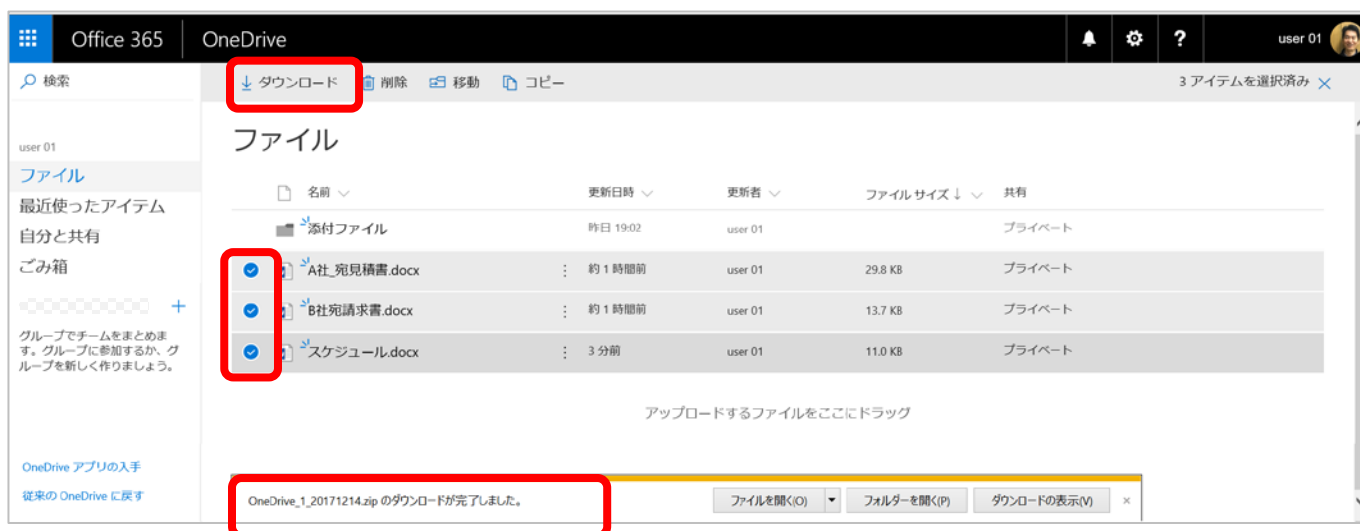 Office 365
OneDrive
?
user 01
検索
ダウンロード 削除 移動 コピー
3 アイテムを選択済み
user 01
ファイル
最近使ったアイテム
自分と共有
ごみ箱
グループでチームをまとめま
す。グループに参加するか、グ
ループを新しく作りましょう。
OneDrive アプリの入手
従来の OneDrive に戻す
ファイル
名前 更新日時 更新者 ファイル サイズ↓ 共有
添付ファイル 昨日 19:02 user 01 プライベート
A社_宛見積書.docx 約 1 時間前 user 01 29.8 KB プライベート
B社宛請求書.docx 約 1 時間前 user 01 13.7 KB プライベート
スケジュール.docx 3 分前 user 01 11.0 KB プライベート
アップロードするファイルをここにドラッグ
OneDrive_1_20171214.zip のダウンロードが完了しました。 ファイルを開く(O) フォルダーを開く(P) ダウンロードの表示(V) ×